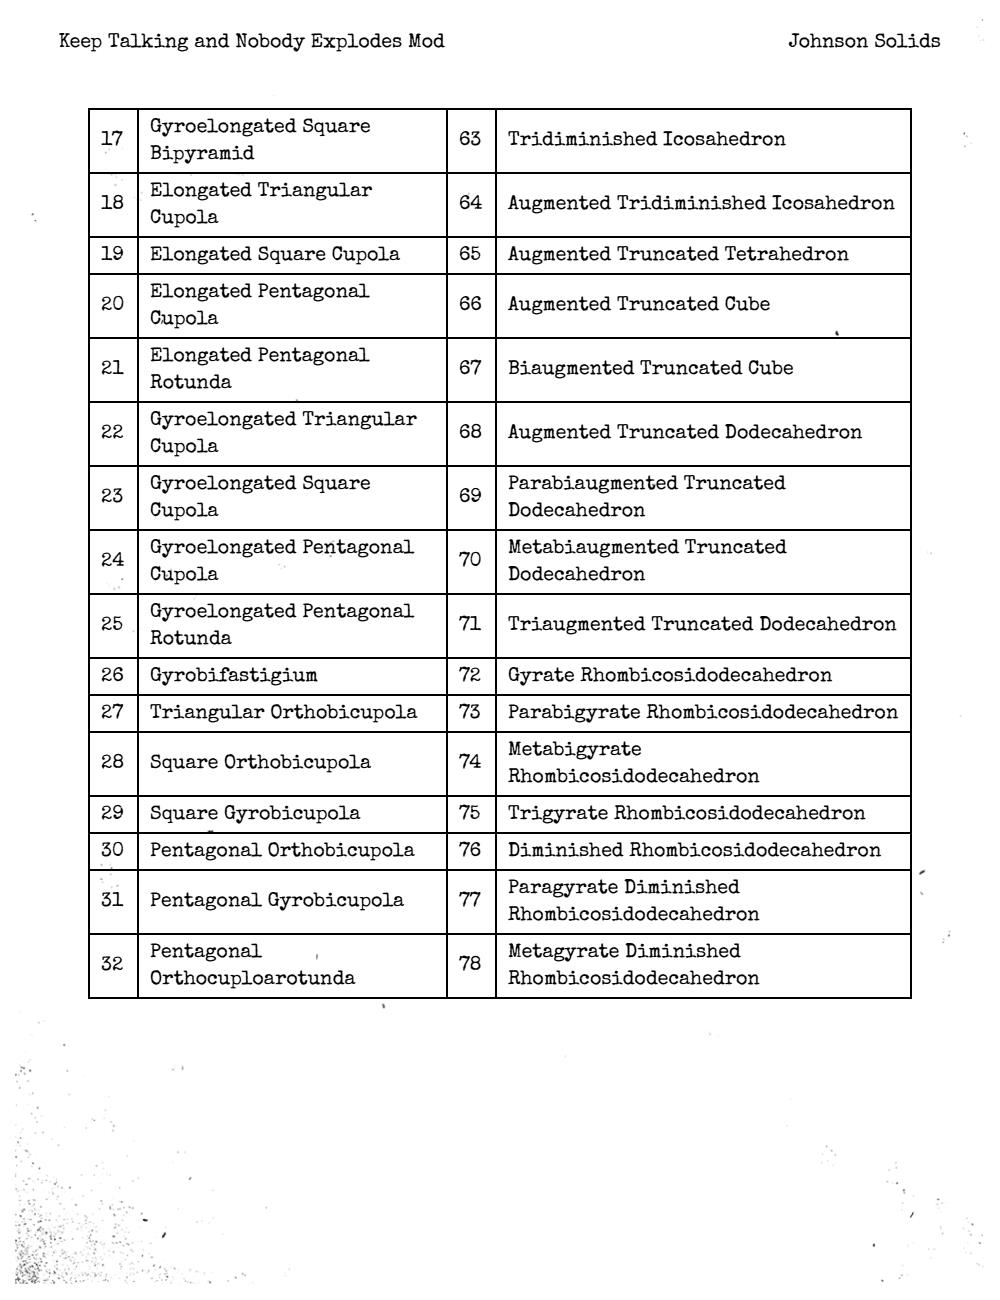 Keep Talking and Nobody Explodes Mod Johnson Solids
17 Gyroelongated Square Bipyramid 63 Tridiminished Icosahedron
18 Elongated Triangular Cupola 64 Augmented Tridiminished Icosahedron
19 Elongated Square Cupola 65 Augmented Truncated Tetrahedron
20 Elongated Pentagonal Cupola 66 Augmented Truncated Cube
21 Elongated Pentagonal Rotunda 67 Biaugmented Truncated Cube
22 Gyroelongated Triangular Cupola 68 Augmented Truncated Dodecahedron
23 Gyroelongated Square Cupola 69 Parabiaugmented Truncated Dodecahedron
24 Gyroelongated Pentagonal Cupola 70 Metabiaugmented Truncated Dodecahedron
25 Gyroelongated Pentagonal Rotunda 71 Triaugmented Truncated Dodecahedron
26 Gyrobifastigium 72 Gyrate Rhombicosidodecahedron
27 Triangular Orthobicupola 73 Parabigyrate Rhombicosidodecahedron
28 Square Orthobicupola 74 Metabigyrate Rhombicosidodecahedron
29 Square Gyrobicupola 75 Trigyrate Rhombicosidodecahedron
30 Pentagonal Orthobicupola 76 Diminished Rhombicosidodecahedron
31 Pentagonal Gyrobicupola 77 Paragyrate Diminished Rhombicosidodecahedron
32 Pentagonal Orthocuploarotunda 78 Metagyrate Diminished Rhombicosidodecahedron